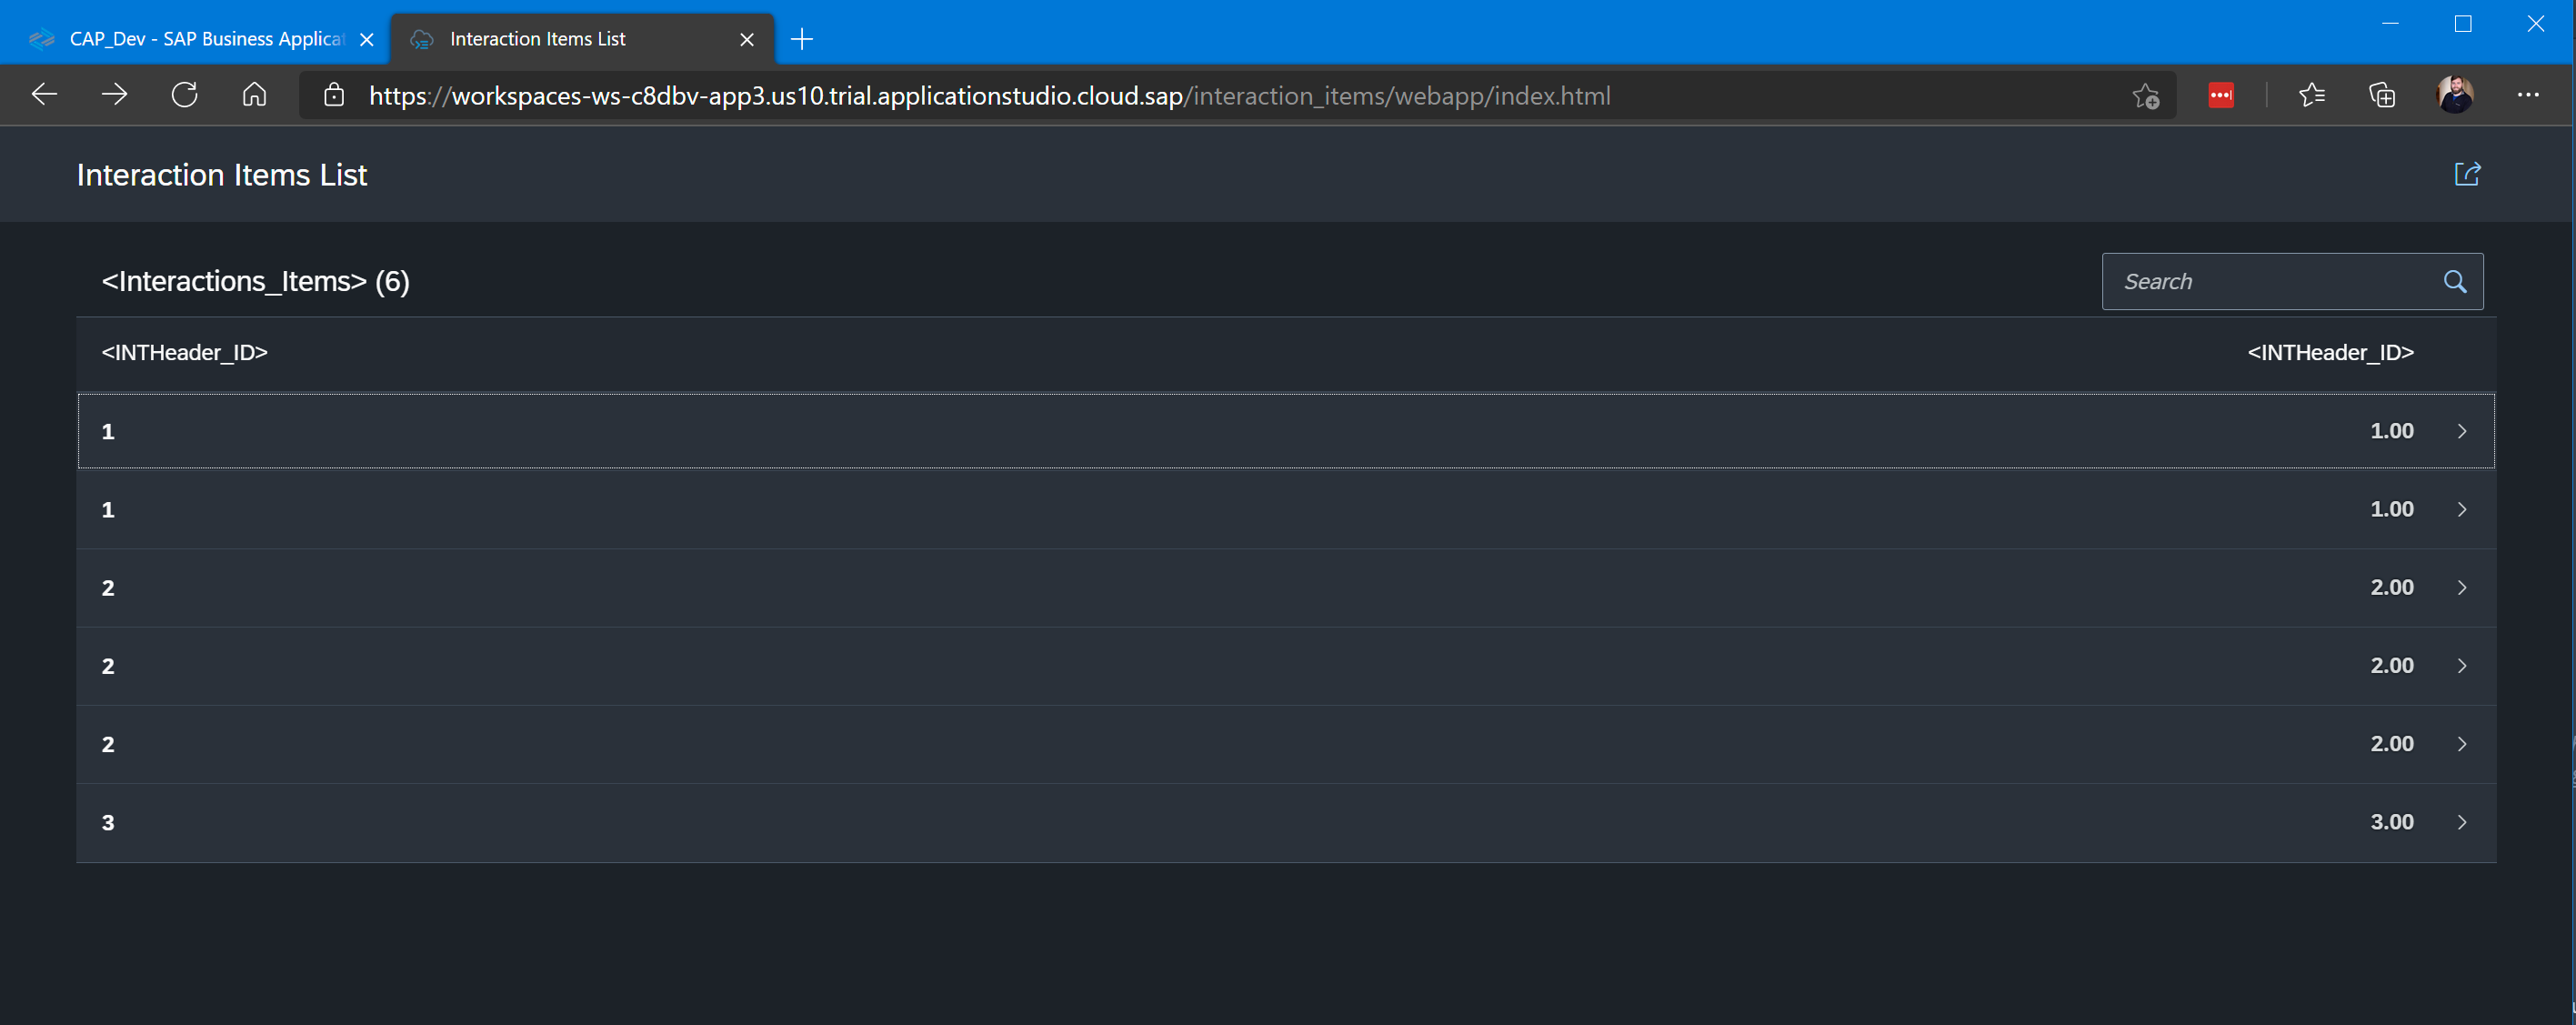 CAP_Dev - SAP Business Applicat
Interaction Items List
https://workspaces-ws-c8dbv-app3.us10.trial.applicationstudio.cloud.sap/interaction_items/webapp/index.html
Interaction Items List
<Interactions_Items> (6)
Search
<INTHeader_ID> <INTHeader_ID>
1 1.00
1 1.00
2 2.00
2 2.00
2 2.00
3 3.00